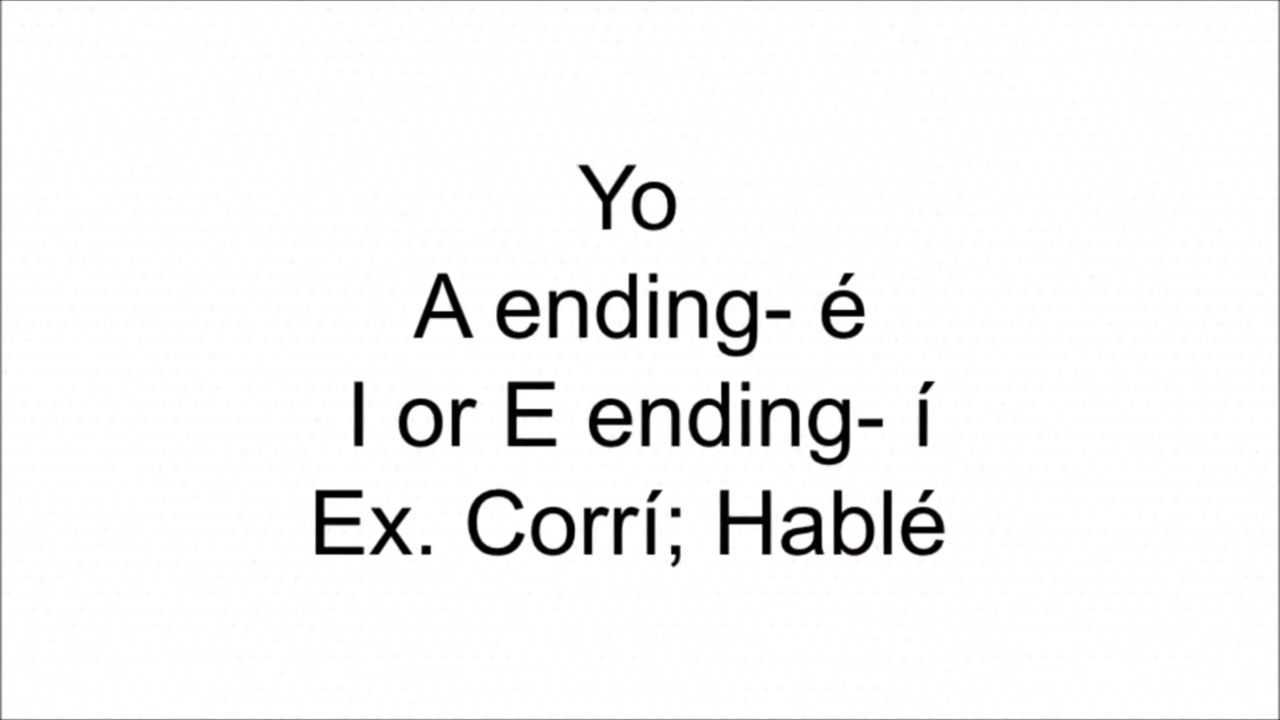 Yo
A ending- é
I or E ending- í
Ex. Corrí; Hablé